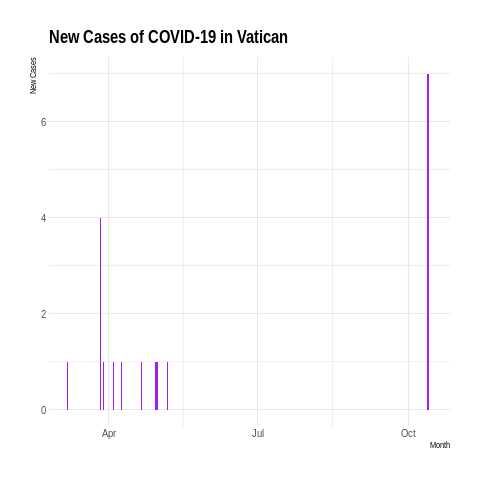 New Cases of COVID-19 in Vatican
New Cases
6
4
2
0
Apr Jul Oct
Month